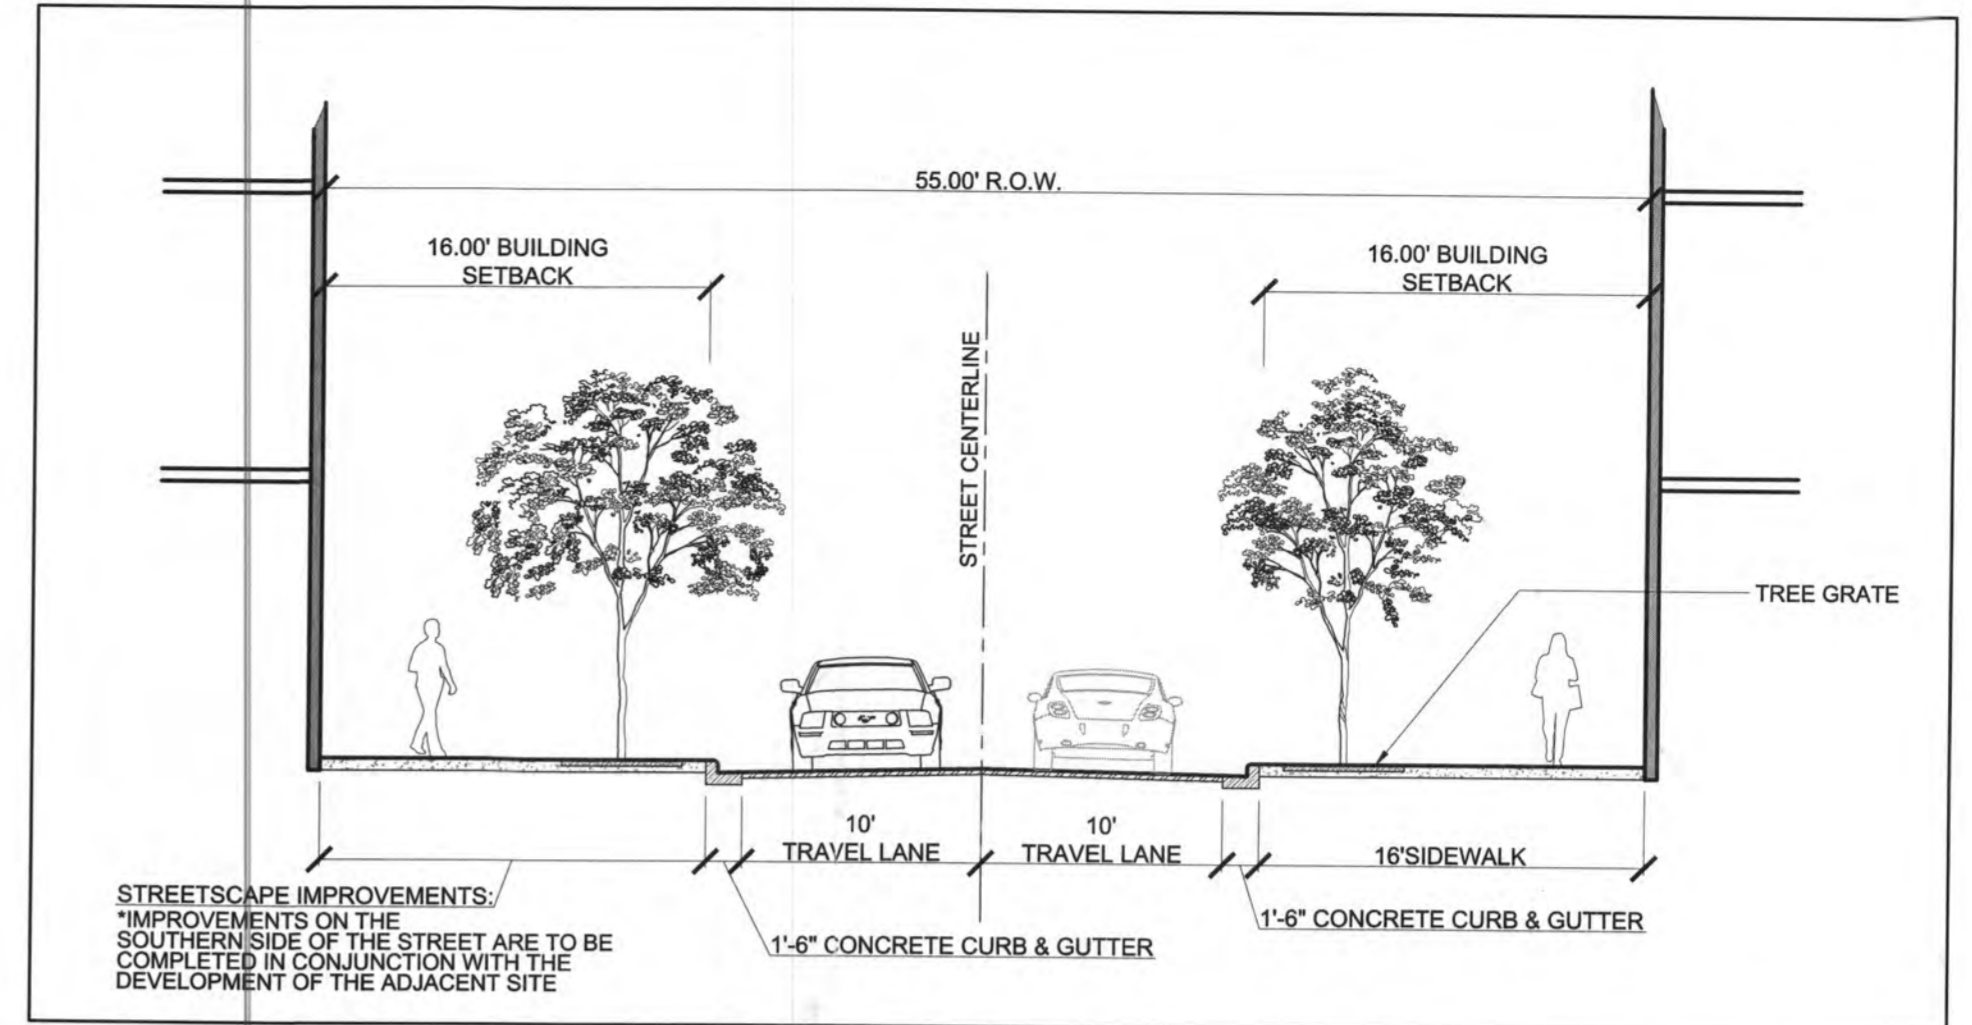 55.00' R.O.W.
16.00' BUILDING
SETBACK
16.00' BUILDING
SETBACK
STREET CENTERLINE
TREE GRATE
10'
TRAVEL LANE
10'
TRAVEL LANE
16'SIDEWALK
STREETSCAPE IMPROVEMENTS:
*IMPROVEMENTS ON THE
SOUTHERN SIDE OF THE STREET ARE TO BE
COMPLETED IN CONJUNCTION WITH THE
DEVELOPMENT OF THE ADJACENT SITE
1'-6" CONCRETE CURB & GUTTER
1'-6" CONCRETE CURB & GUTTER